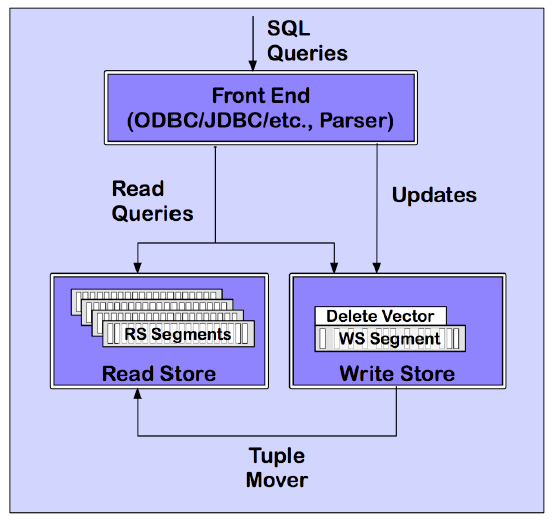 SQL
Queries
Front End
(ODBC/JDBC/etc., Parser)
Read
Queries
Updates
RS Segments
Read Store
Delete Vector
WS Segment
Write Store
Tuple
Mover